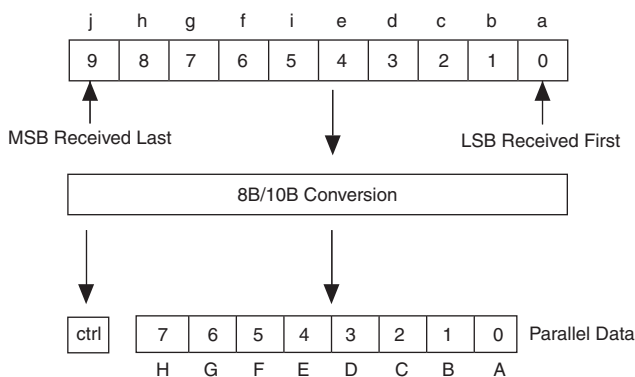 j h g f i e d c b a
9 8 7 6 5 4 3 2 1 0
MSB Received Last LSB Received First
8B/10B Conversion
ctrl 7 6 5 4 3 2 1 0 Parallel Data
H G F E D C B A